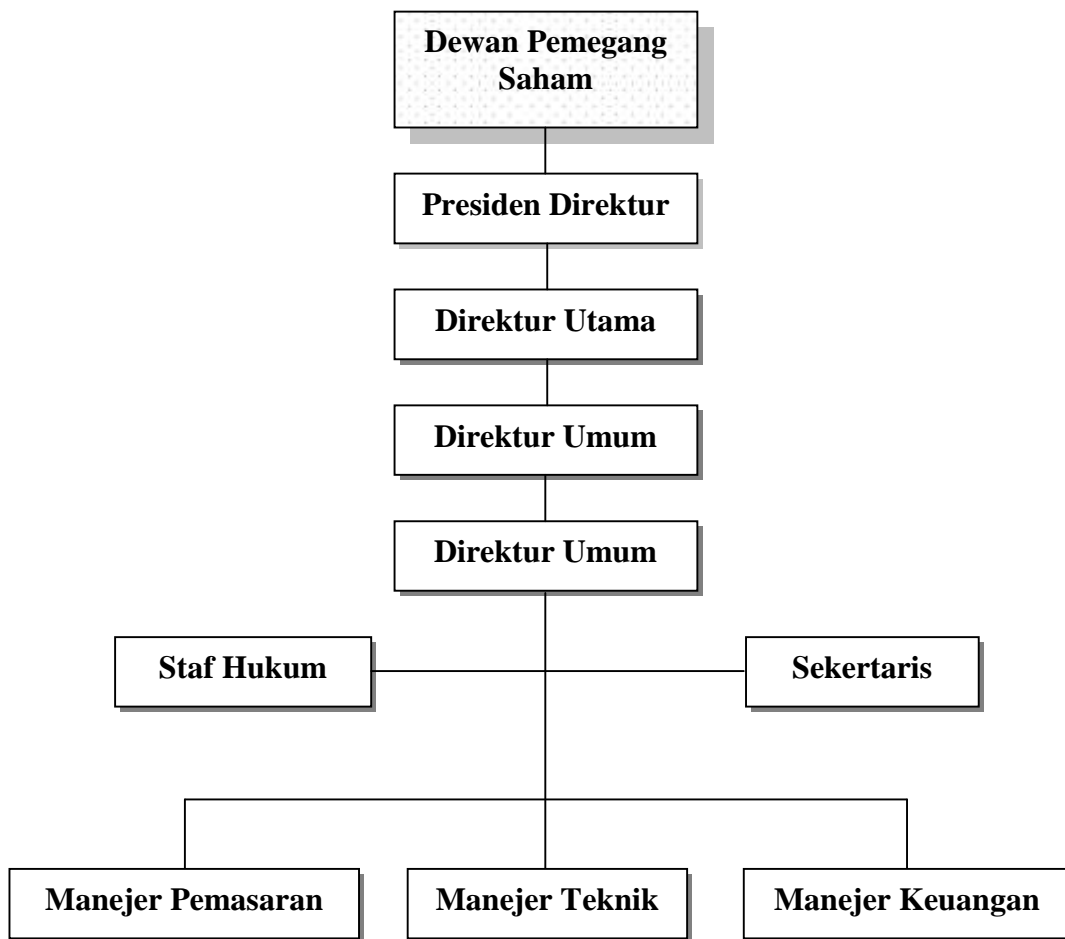 Dewan Pemegang
Saham
Presiden Direktur
Direktur Utama
Direktur Umum
Direktur Umum
Staf Hukum
Sekertaris
Manejer Pemasaran
Manejer Teknik
Manejer Keuangan